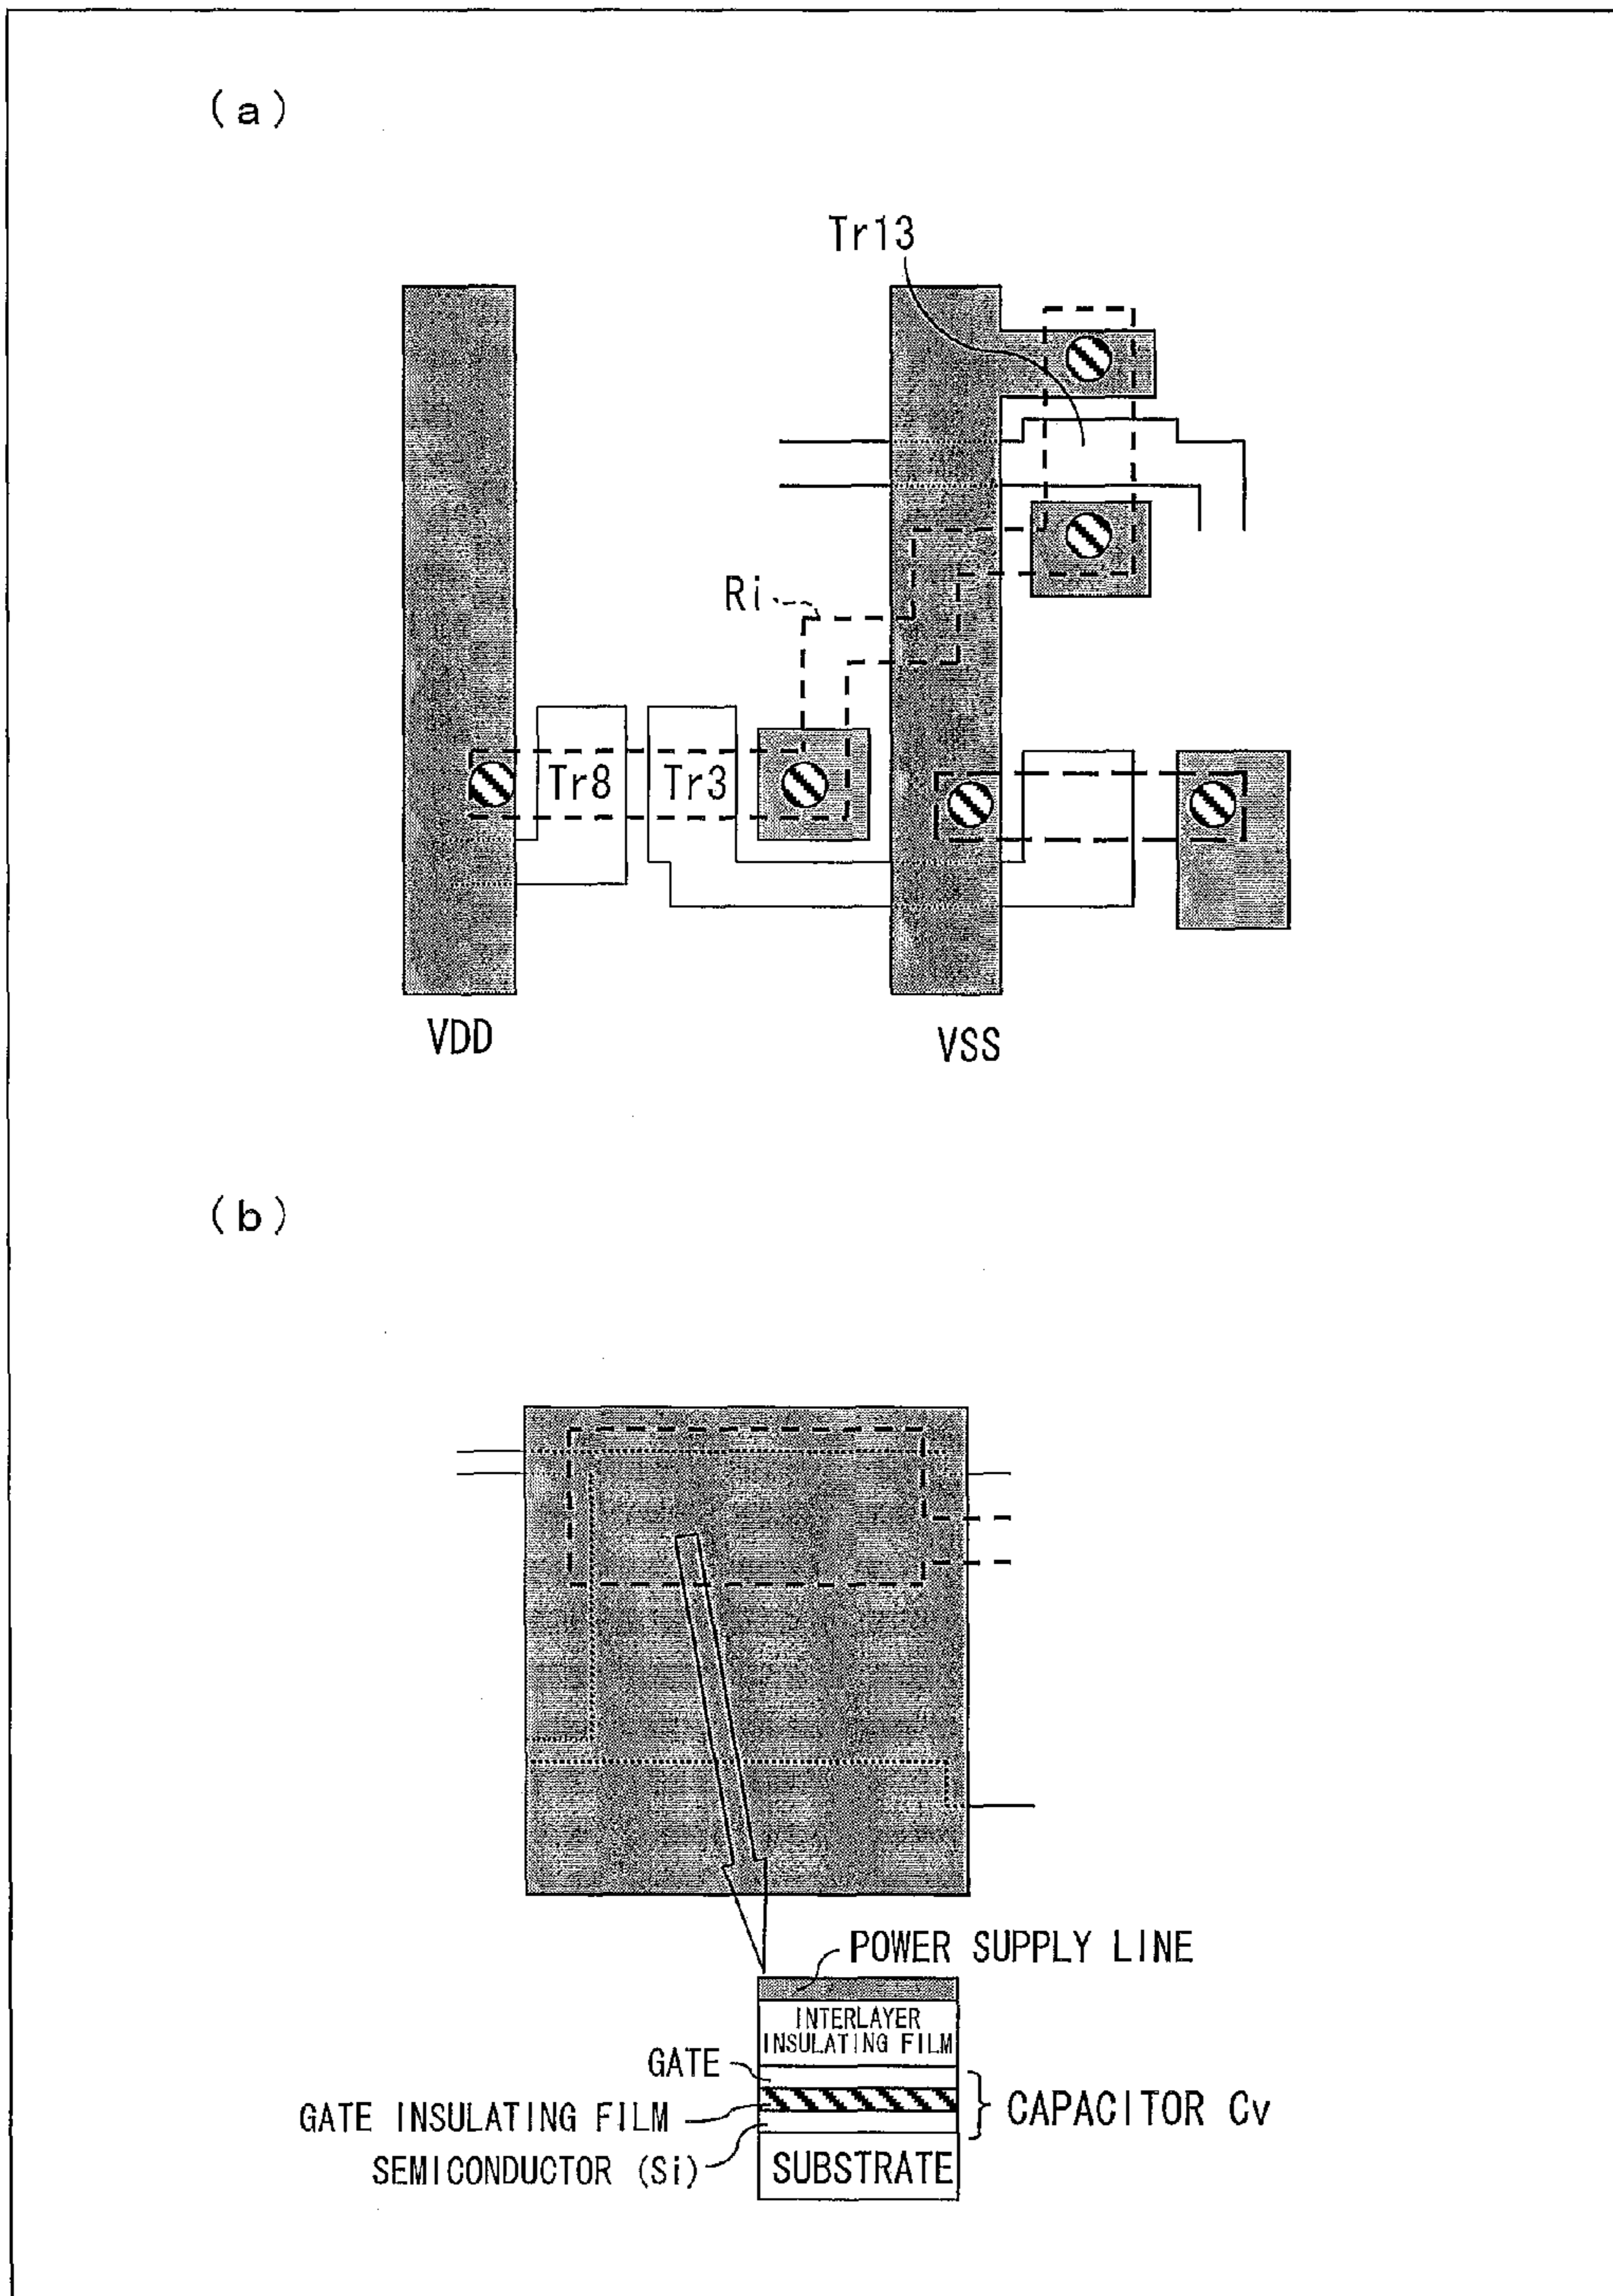 (a)
Tr13
Ri
Tr8
Tr3
VDD
VSS
(b)
POWER SUPPLY LINE
INTERLAYER
INSULATING FILM
GATE
GATE INSULATING FILM
CAPACITOR Cv
SEMICONDUCTOR (Si)
SUBSTRATE